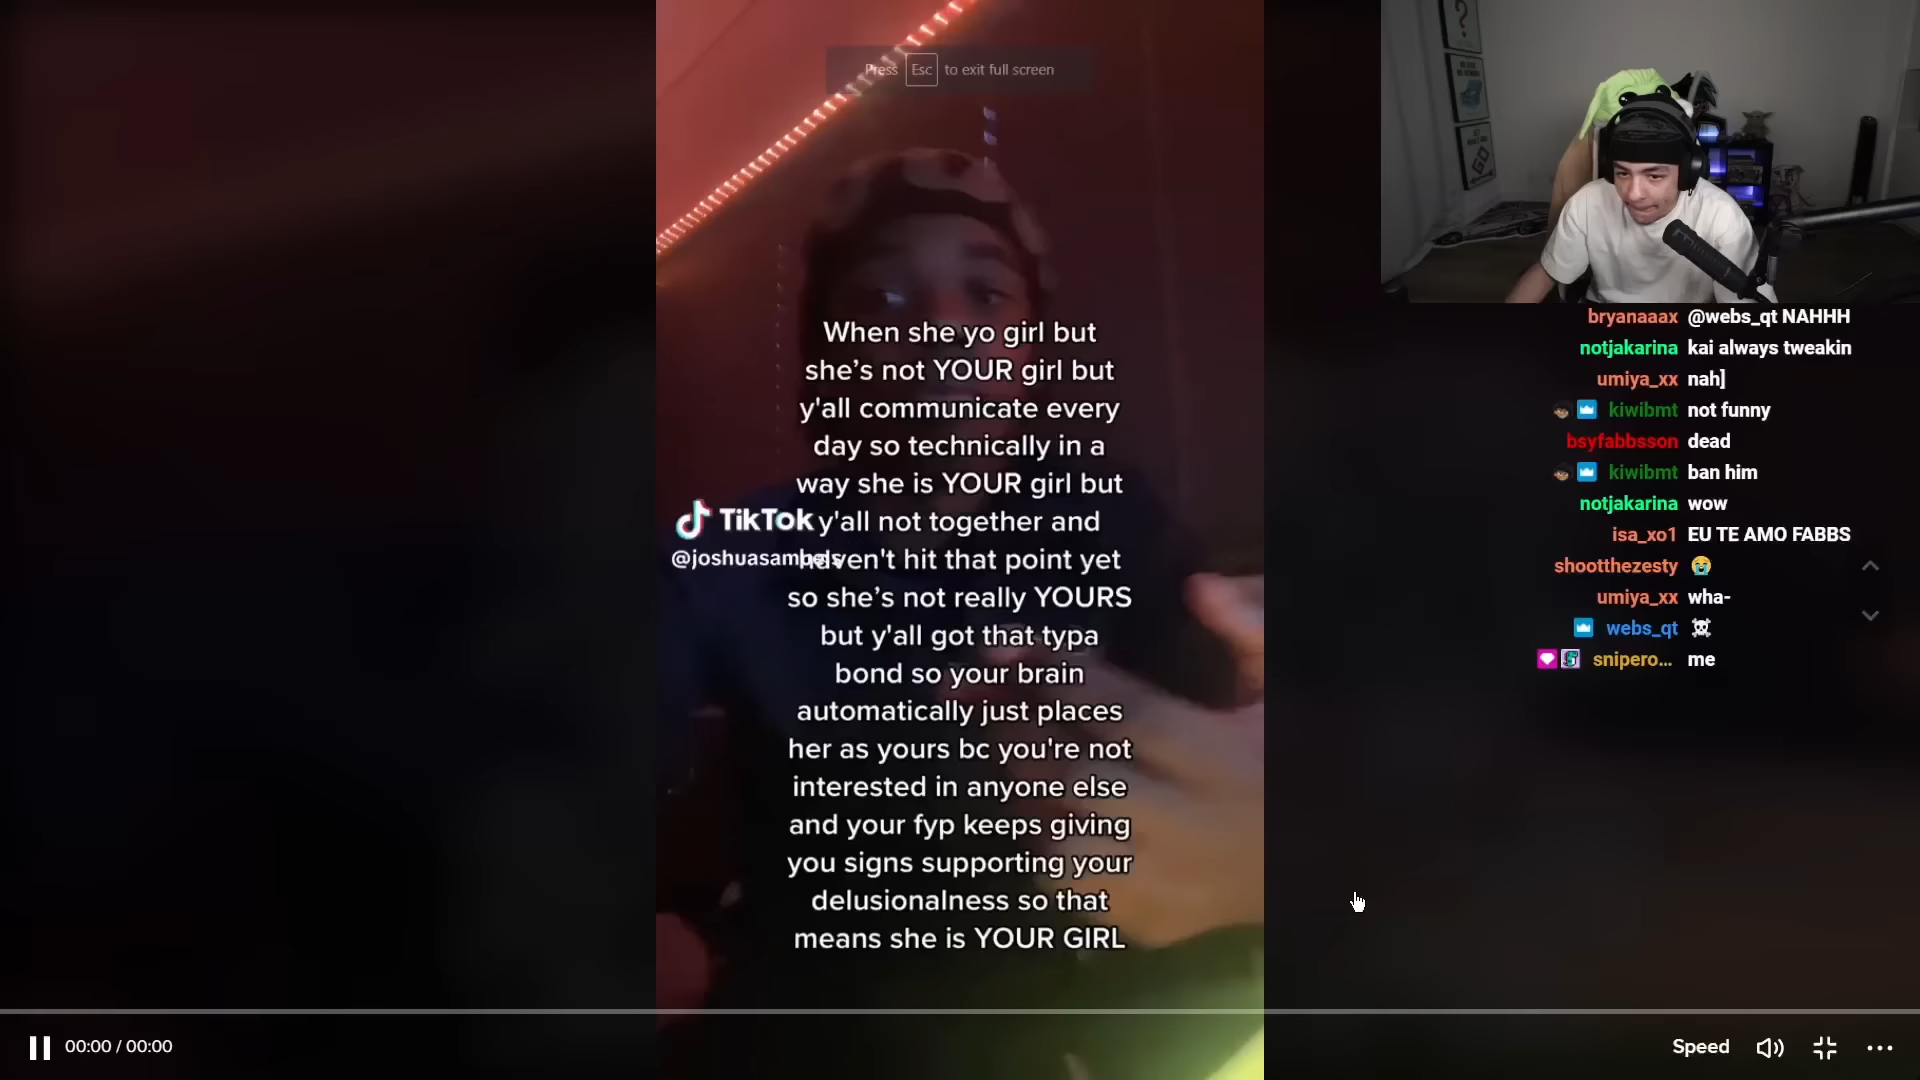 Press Esc to exit full screen
?
GO
When she yo girl but
she's not YOUR girl but
y'all communicate every
day so technically in a
way she is YOUR girl but
y'all not together and
haven't hit that point yet
so she's not really YOURS
but y'all got that typa
bond so your brain
automatically just places
her as yours bc you're not
interested in anyone else
and your fyp keeps giving
you signs supporting your
delusionalness so that
means she is YOUR GIRL
TikTok
bryanaaax @webs_qt NAHHH
notjakarina kai always tweakin
umiya_xx nah]
kiwibmt not funny
bsyfabbsson dead
kiwibmt ban him
notjakarina wow
isa_xo1 EU TE AMO FABBS
shootthezesty 😭
umiya_xx wha-
webs_qt ☠
snipero... me
00:00 / 00:00
Speed